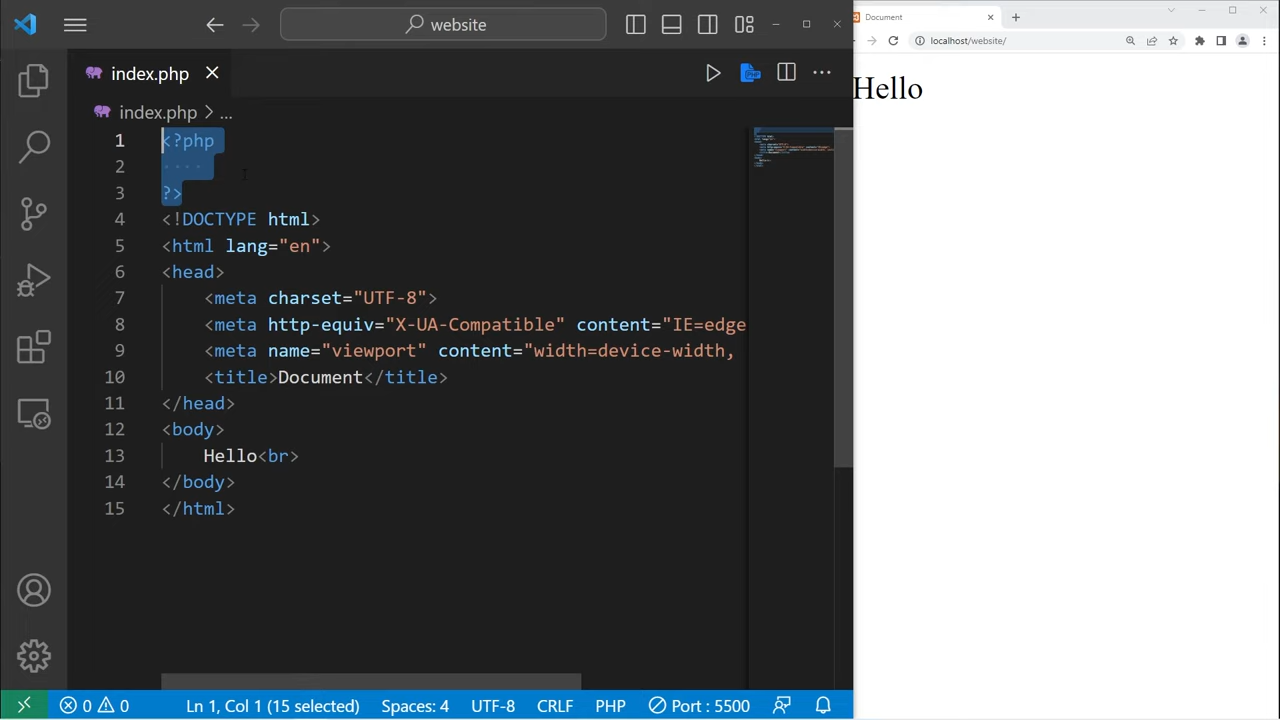 website
Document
localhost/website/
index.php
index.php > ...
1 <?php
2 ····
3 ?>
4 <!DOCTYPE html>
5 <html lang="en">
6 <head>
7 <meta charset="UTF-8">
8 <meta http-equiv="X-UA-Compatible" content="IE=edge
9 <meta name="viewport" content="width=device-width,
10 <title>Document</title>
11 </head>
12 <body>
13 Hello<br>
14 </body>
15 </html>
Hello
0 0 Ln 1, Col 1 (15 selected) Spaces: 4 UTF-8 CRLF PHP Port : 5500